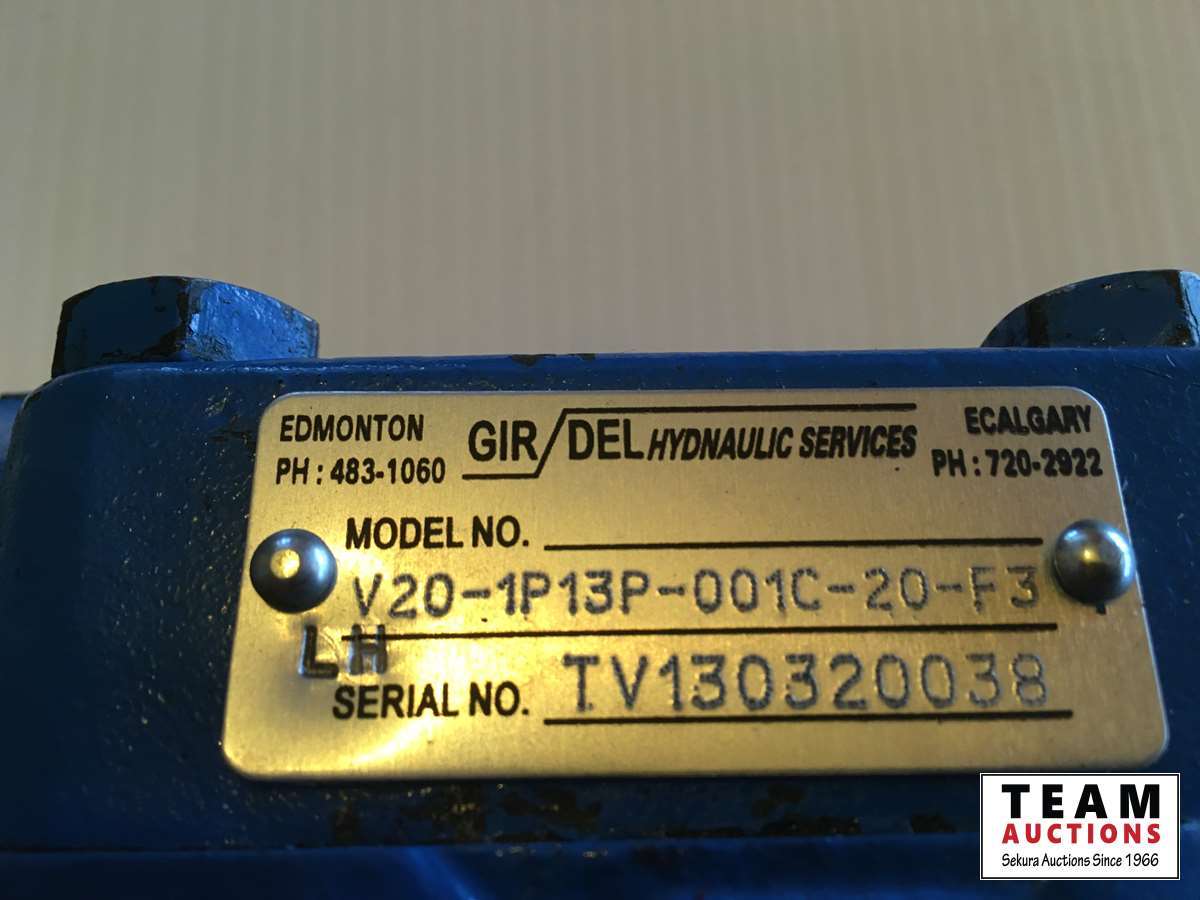 EDMONTON
PH : 483-1060
GIR/DEL HYDNAULIC SERVICES
ECALGARY
PH : 720-2922
MODEL NO.
V20-1P13P-001C-20-F3
LH
SERIAL NO. TV130320038
TEAM
AUCTIONS
Sekura Auctions Since 1966